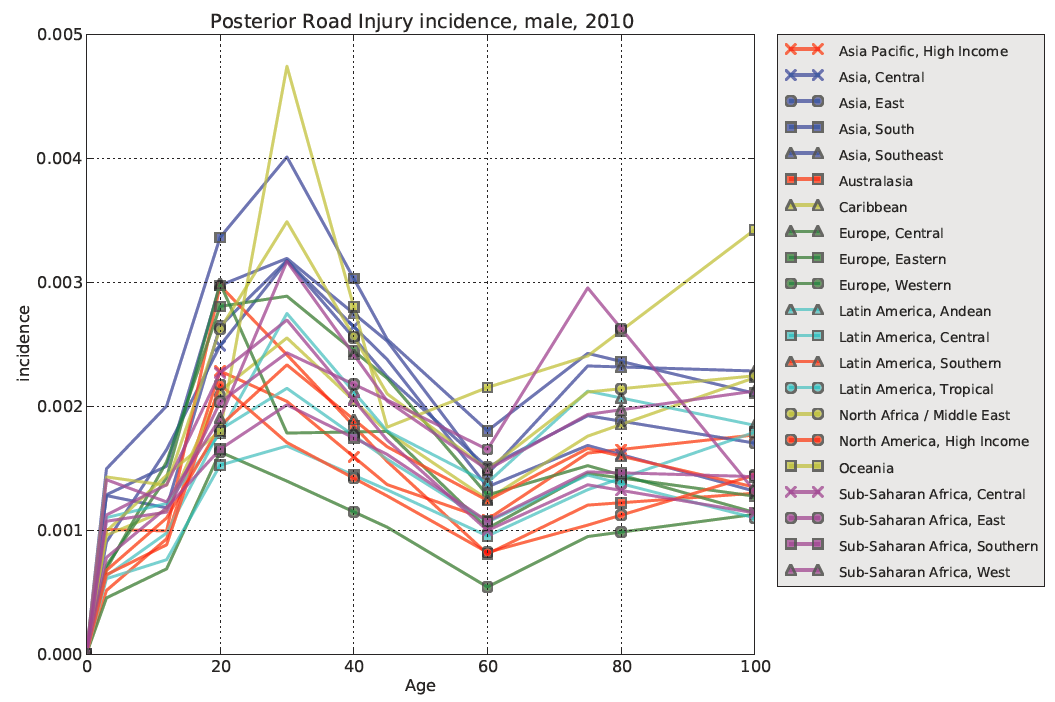 Posterior Road Injury incidence, male, 2010
0.005
0.004
0.003
0.002
0.001
0.000
incidence
0
20
40
60
80
100
Age
Asia Pacific, High Income
Asia, Central
Asia, East
Asia, South
Asia, Southeast
Australasia
Caribbean
Europe, Central
Europe, Eastern
Europe, Western
Latin America, Andean
Latin America, Central
Latin America, Southern
Latin America, Tropical
North Africa / Middle East
North America, High Income
Oceania
Sub-Saharan Africa, Central
Sub-Saharan Africa, East
Sub-Saharan Africa, Southern
Sub-Saharan Africa, West